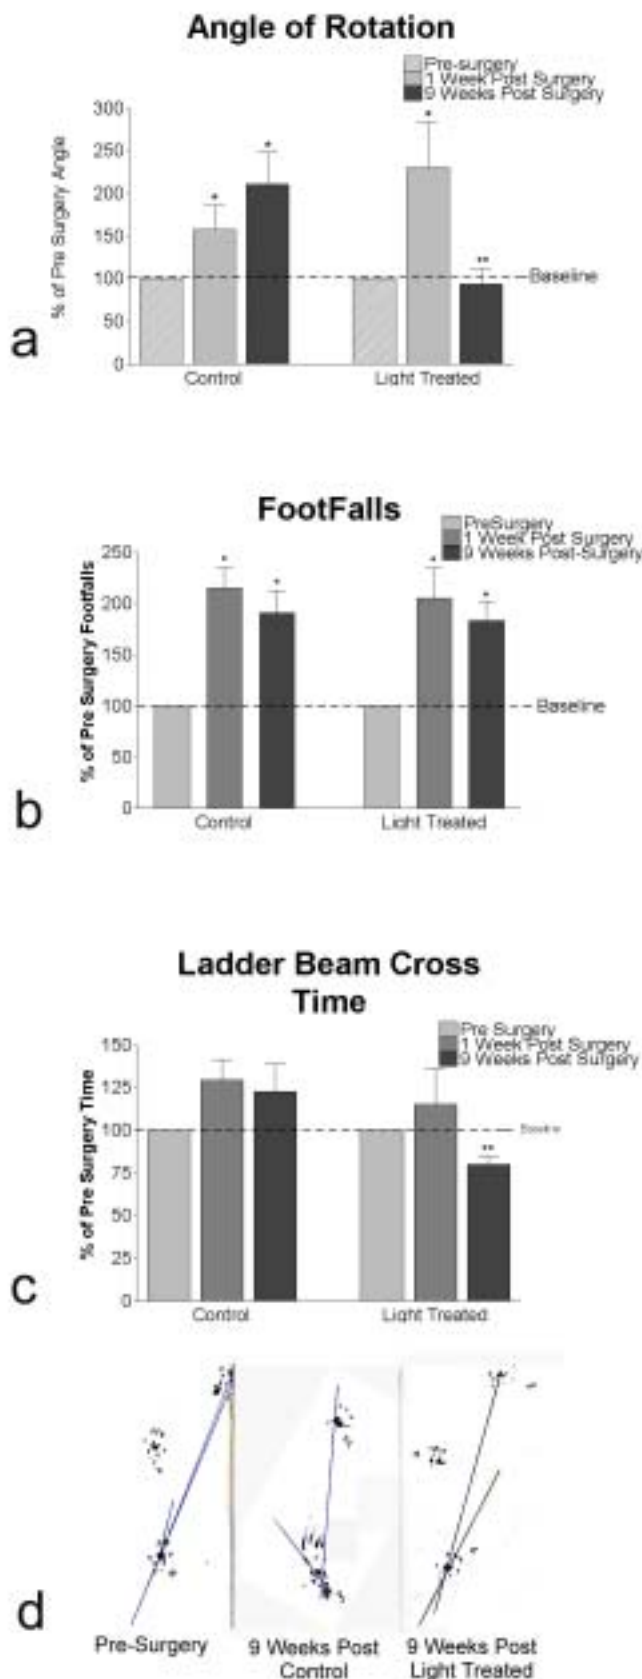 Angle of Rotation
Pre-surgery
1 Week Post Surgery
9 Weeks Post Surgery
300
250
200
150
100
50
0
% of Pre Surgery Angle
* * * **
Baseline
a
Control Light Treated
FootFalls
PreSurgery
1 Week Post Surgery
9 Weeks Post-Surgery
250
200
150
100
50
0
% of Pre Surgery Footfalls
* * * *
Baseline
b
Control Light Treated
Ladder Beam Cross
Time
Pre Surgery
1 Week Post Surgery
9 Weeks Post Surgery
150
125
100
75
50
25
0
% of Pre Surgery Time
Baseline
**
c
Control Light Treated
d
Pre-Surgery 9 Weeks Post 9 Weeks Post
Control Light Treated